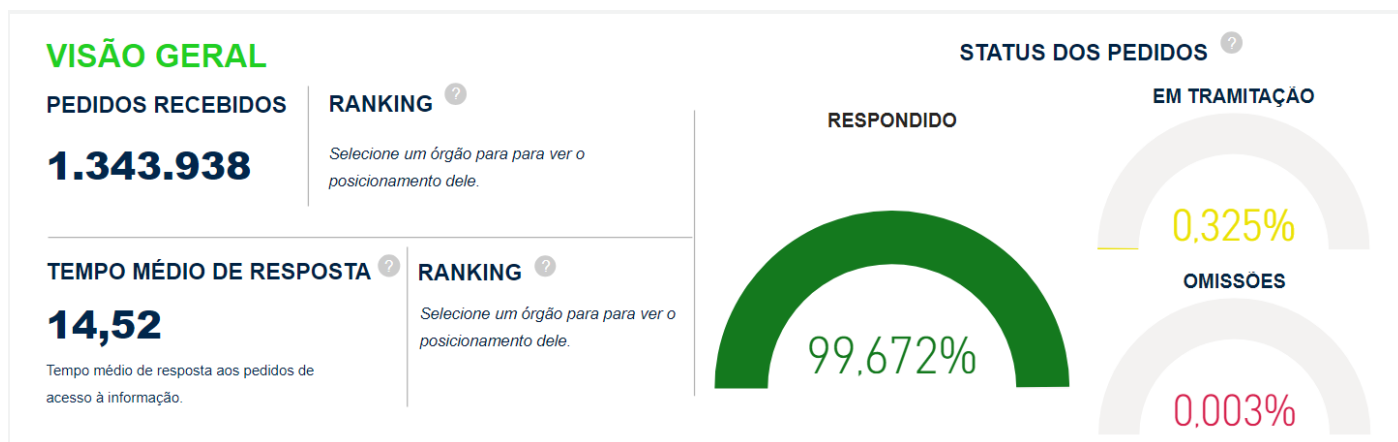 VISÃO GERAL
PEDIDOS RECEBIDOS
1.343.938
RANKING ?
Selecione um órgão para para ver o
posicionamento dele.
TEMPO MÉDIO DE RESPOSTA ?
14,52
Tempo médio de resposta aos pedidos de
acesso à informação.
RANKING ?
Selecione um órgão para para ver o
posicionamento dele.
STATUS DOS PEDIDOS ?
RESPONDIDO
99,672%
EM TRAMITAÇÃO
0,325%
OMISSÕES
0,003%